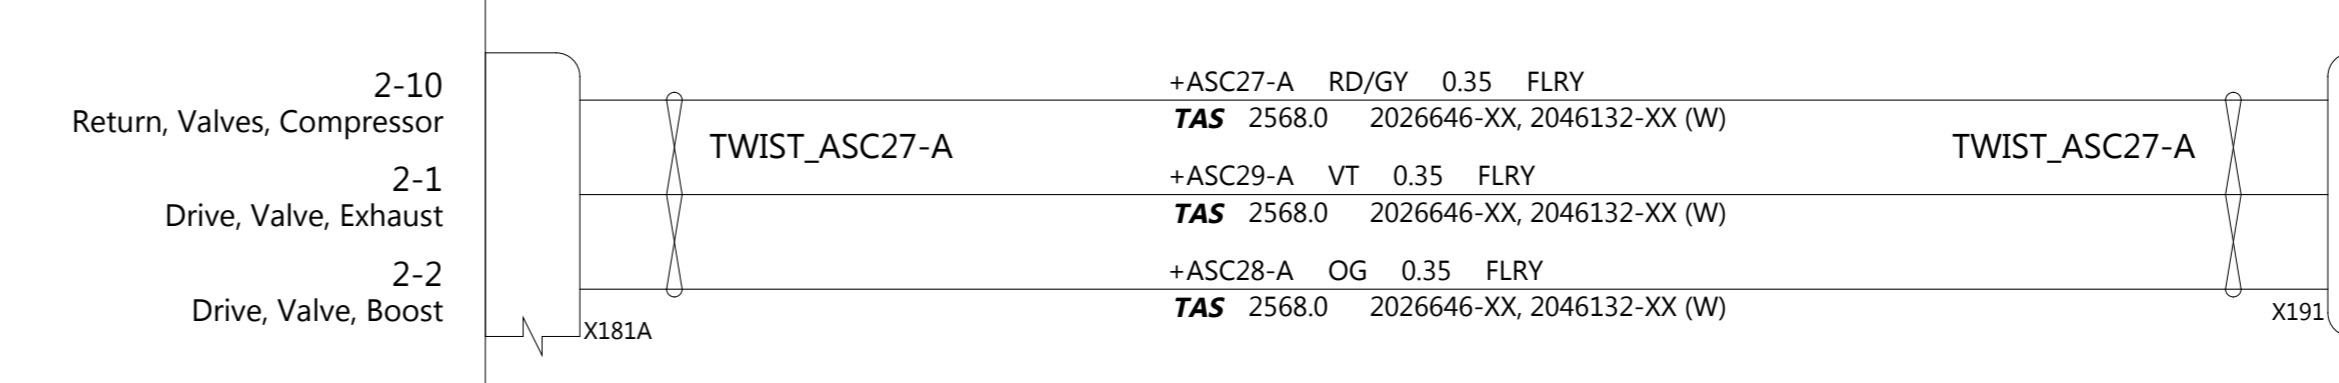 2-10
Return, Valves, Compressor
2-1
Drive, Valve, Exhaust
2-2
Drive, Valve, Boost
X181A
TWIST_ASC27-A
+ASC27-A RD/GY 0.35 FLRY
TAS 2568.0 2026646-XX, 2046132-XX (W)
+ASC29-A VT 0.35 FLRY
TAS 2568.0 2026646-XX, 2046132-XX (W)
+ASC28-A OG 0.35 FLRY
TAS 2568.0 2026646-XX, 2046132-XX (W)
TWIST_ASC27-A
X191